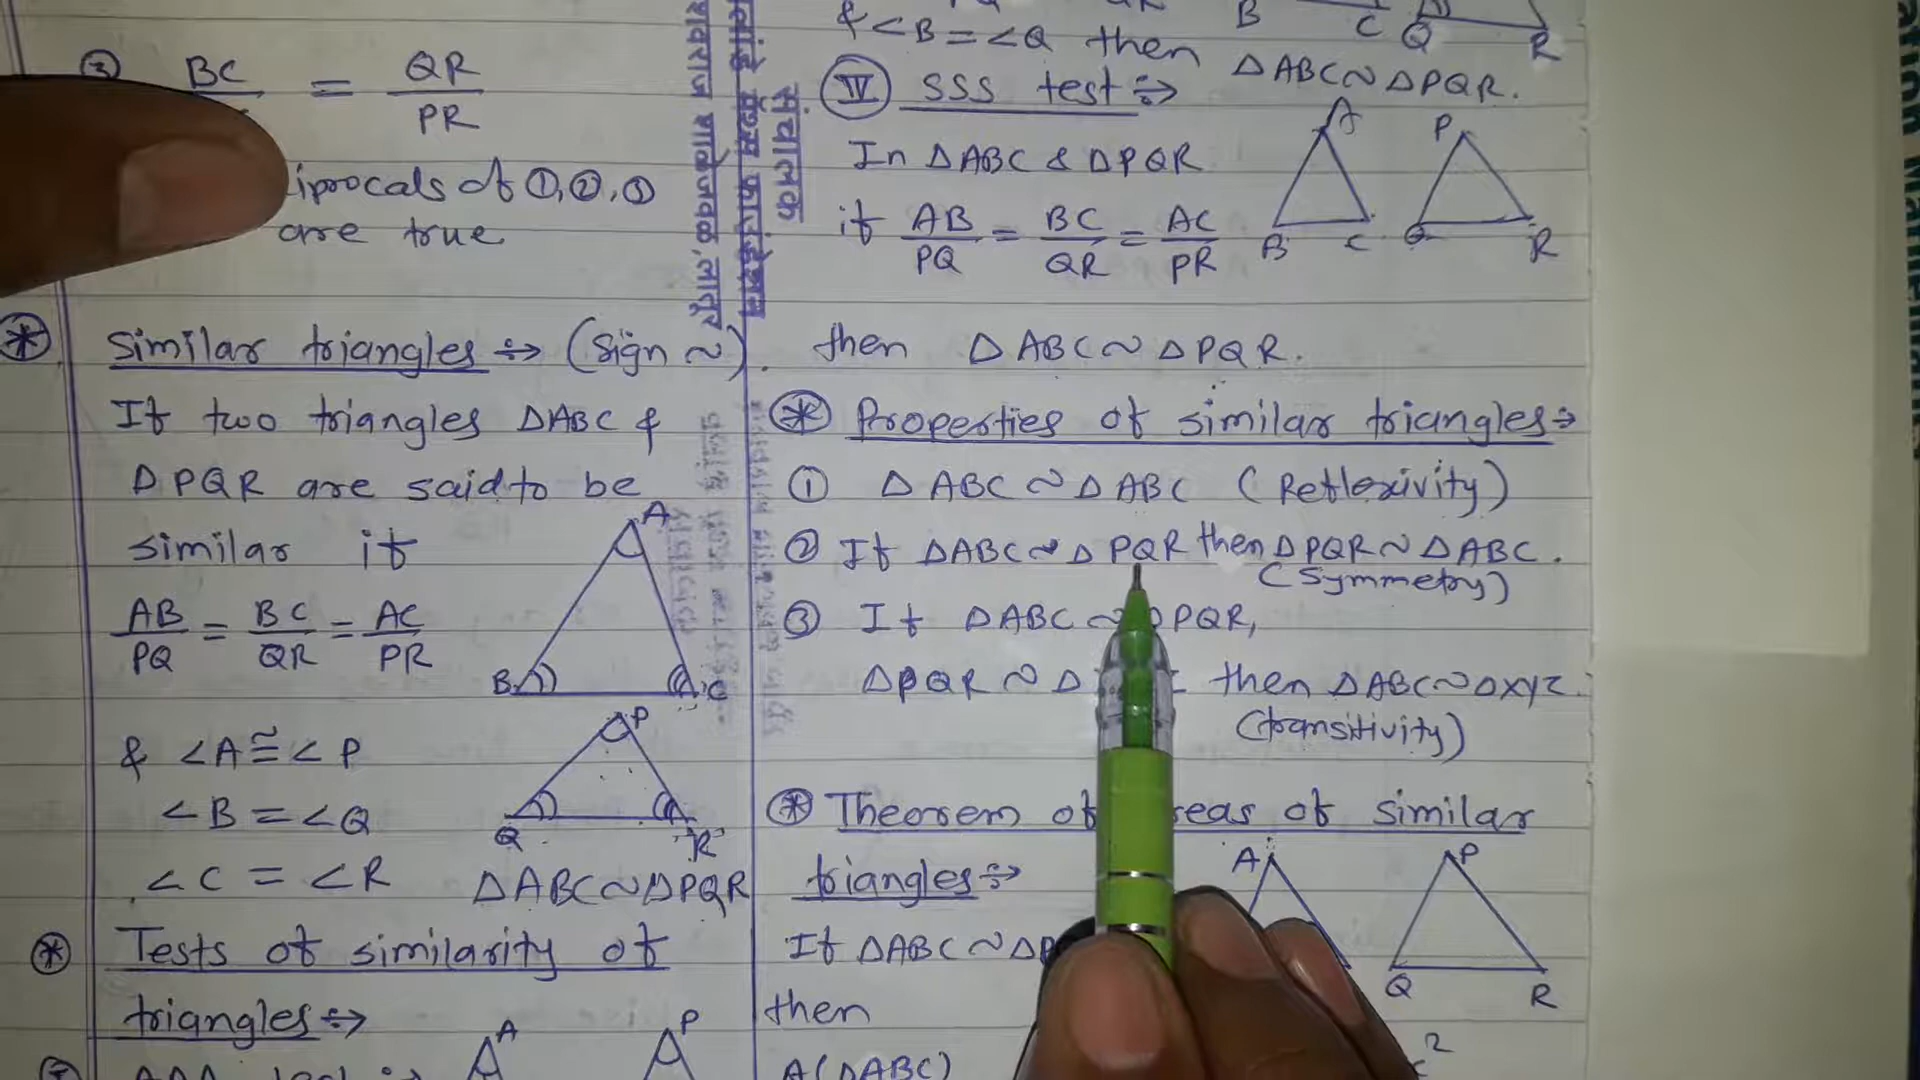 ③ BC = QR
PR
iprocals of ①, ②, ③
are true.
* Similar triangles ÷→ (Sign ~).
If two triangles ΔABC &
ΔPQR are said to be
similar if
A
AB/PQ = BC/QR = AC/PR
B C
& ∠A ≅ ∠P
P
∠B = ∠Q
Q R
∠C = ∠R ΔABC ~ ΔPQR
* Tests of similarity of
triangles ÷→
A P
संचालक
& ∠B = ∠Q then ΔABC ~ ΔPQR.
B C Q R
IV SSS test ÷→
In ΔABC & ΔPQR
A P
if AB/PQ = BC/QR = AC/PR
B C Q R
then ΔABC ~ ΔPQR.
* Properties of similar triangles ⇒
① ΔABC ~ ΔABC (Reflexivity)
② If ΔABC ~ ΔPQR then ΔPQR ~ ΔABC.
(Symmetry)
③ If ΔABC ~ ΔPQR,
ΔPQR ~ Δ then ΔABC ~ ΔXYZ.
(transitivity)
* Theorem of reas of similar
triangles ÷→
A P
If ΔABC ~ ΔP
Q R
then
A(ΔABC)
2